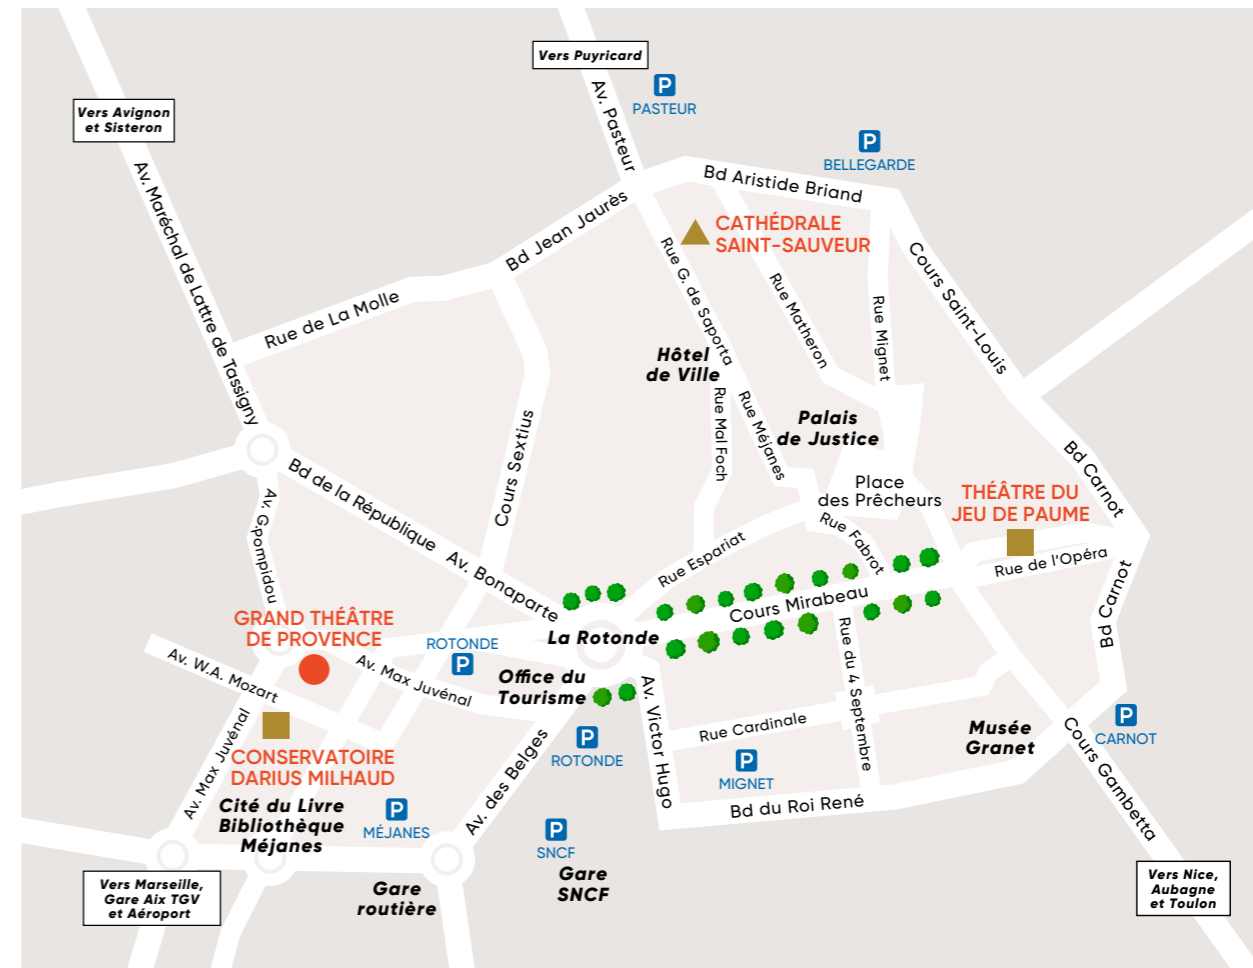 Vers Puyricard
P
PASTEUR
Vers Avignon
et Sisteron
Av. Pasteur
P
BELLEGARDE
Bd Aristide Briand
Av. Maréchal de Lattre de Tassigny
Bd Jean Jaurès
CATHÉDRALE
SAINT-SAUVEUR
Rue G. de Saporta
Cours Saint-Louis
Rue de La Molle
Rue Matheron
Rue Mignet
Hôtel
de Ville
Rue Mal Foch
Rue Méjanes
Palais
de Justice
Cours Sextius
Bd Carnot
Bd de la République
Place
des Prêcheurs
THÉÂTRE DU
JEU DE PAUME
Av. G.Pompidou
Rue Fabrot
Rue Espariat
Av. Bonaparte
Rue de l'Opéra
Cours Mirabeau
Bd Carnot
GRAND THÉÂTRE
DE PROVENCE
ROTONDE
P
La Rotonde
Rue du 4 Septembre
Av. W.A. Mozart
Av. Max Juvénal
Office du
Tourisme
Av. Victor Hugo
Av. Max Juvénal
Rue Cardinale
Musée
Granet
P
CARNOT
Cours Gambetta
CONSERVATOIRE
DARIUS MILHAUD
Av. des Belges
P
ROTONDE
P
MIGNET
Cité du Livre
Bibliothèque
Méjanes
P
MÉJANES
Bd du Roi René
P
SNCF
Gare
SNCF
Gare
routière
Vers Marseille,
Gare Aix TGV
et Aéroport
Vers Nice,
Aubagne
et Toulon